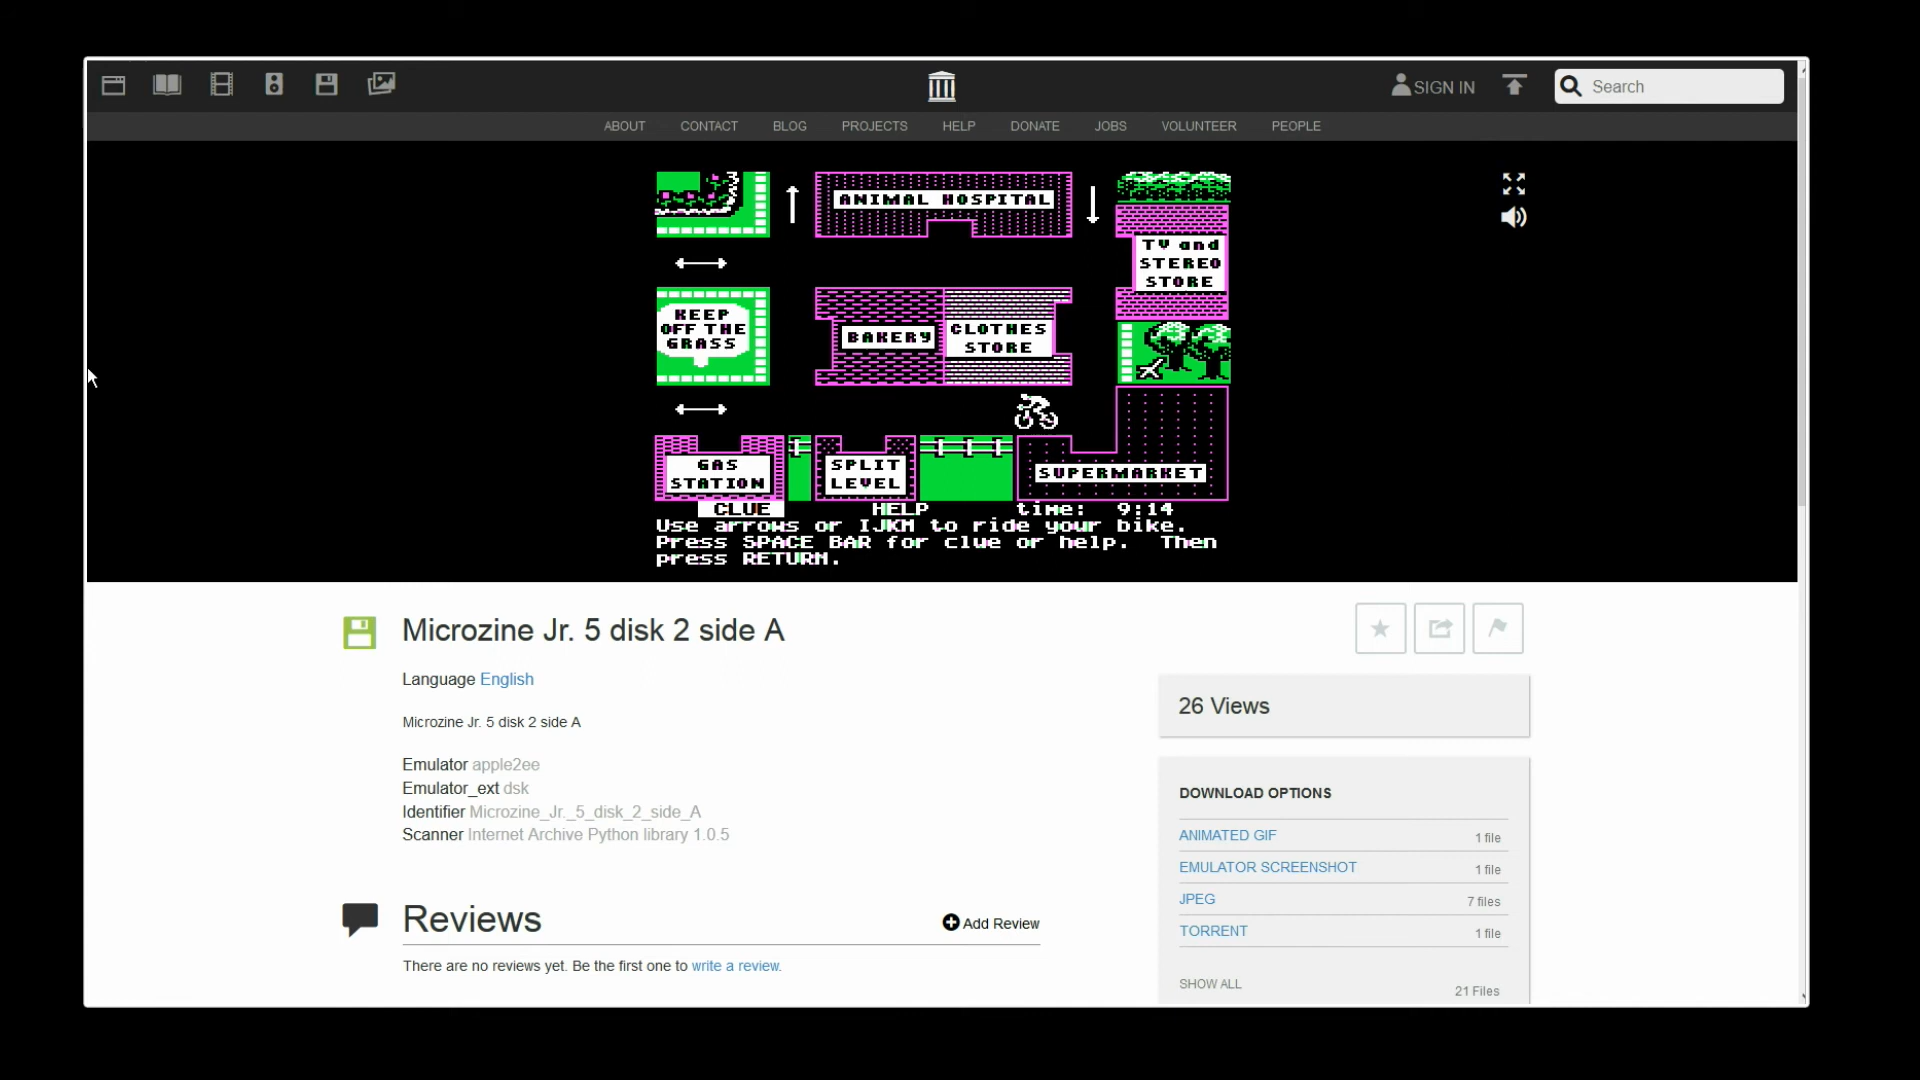 SIGN IN
Search
ABOUT CONTACT BLOG PROJECTS HELP DONATE JOBS VOLUNTEER PEOPLE
ANIMAL HOSPITAL
TV and
STEREO
STORE
KEEP
OFF THE
GRASS
BAKERY
CLOTHES
STORE
GAS
STATION
SPLIT
LEVEL
SUPERMARKET
CLUE HELP time: 9:14
Use arrows or IJKM to ride your bike.
Press SPACE BAR for clue or help. Then
press RETURN.
Microzine Jr. 5 disk 2 side A
Language English
Microzine Jr. 5 disk 2 side A
Emulator apple2ee
Emulator_ext dsk
Identifier Microzine_Jr._5_disk_2_side_A
Scanner Internet Archive Python library 1.0.5
Reviews
Add Review
There are no reviews yet. Be the first one to write a review.
26 Views
DOWNLOAD OPTIONS
ANIMATED GIF 1 file
EMULATOR SCREENSHOT 1 file
JPEG 7 files
TORRENT 1 file
SHOW ALL 21 Files